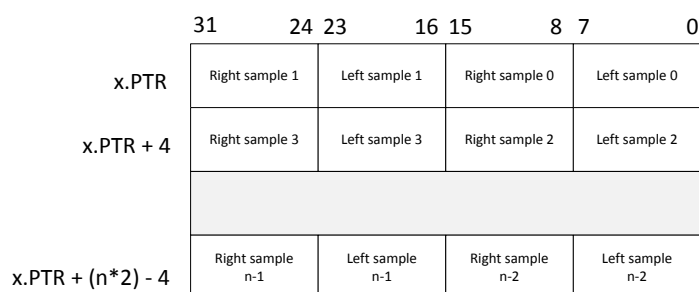 31 24 23 16 15 8 7 0
x.PTR Right sample 1 Left sample 1 Right sample 0 Left sample 0
x.PTR + 4 Right sample 3 Left sample 3 Right sample 2 Left sample 2
x.PTR + (n*2) - 4 Right sample n-1 Left sample n-1 Right sample n-2 Left sample n-2